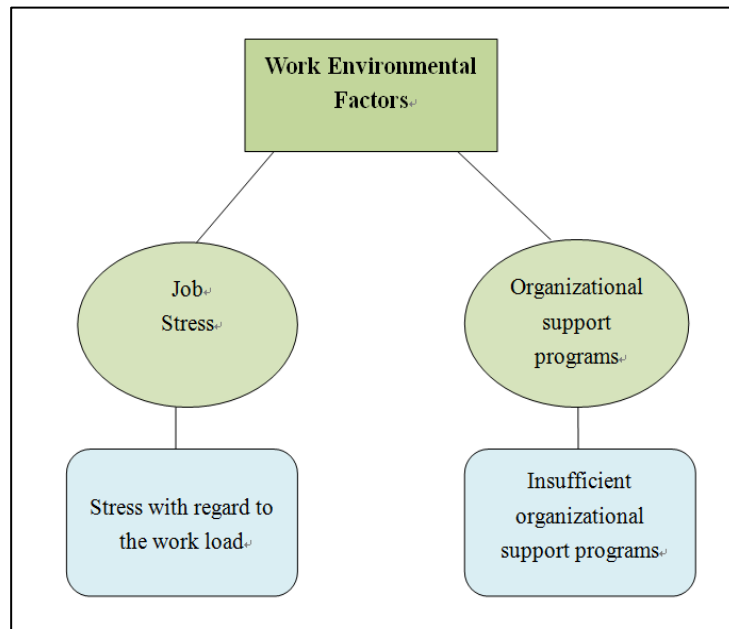 Work Environmental
Factors
Job
Stress
Organizational
support
programs
Stress with regard to
the work load
Insufficient
organizational
support programs